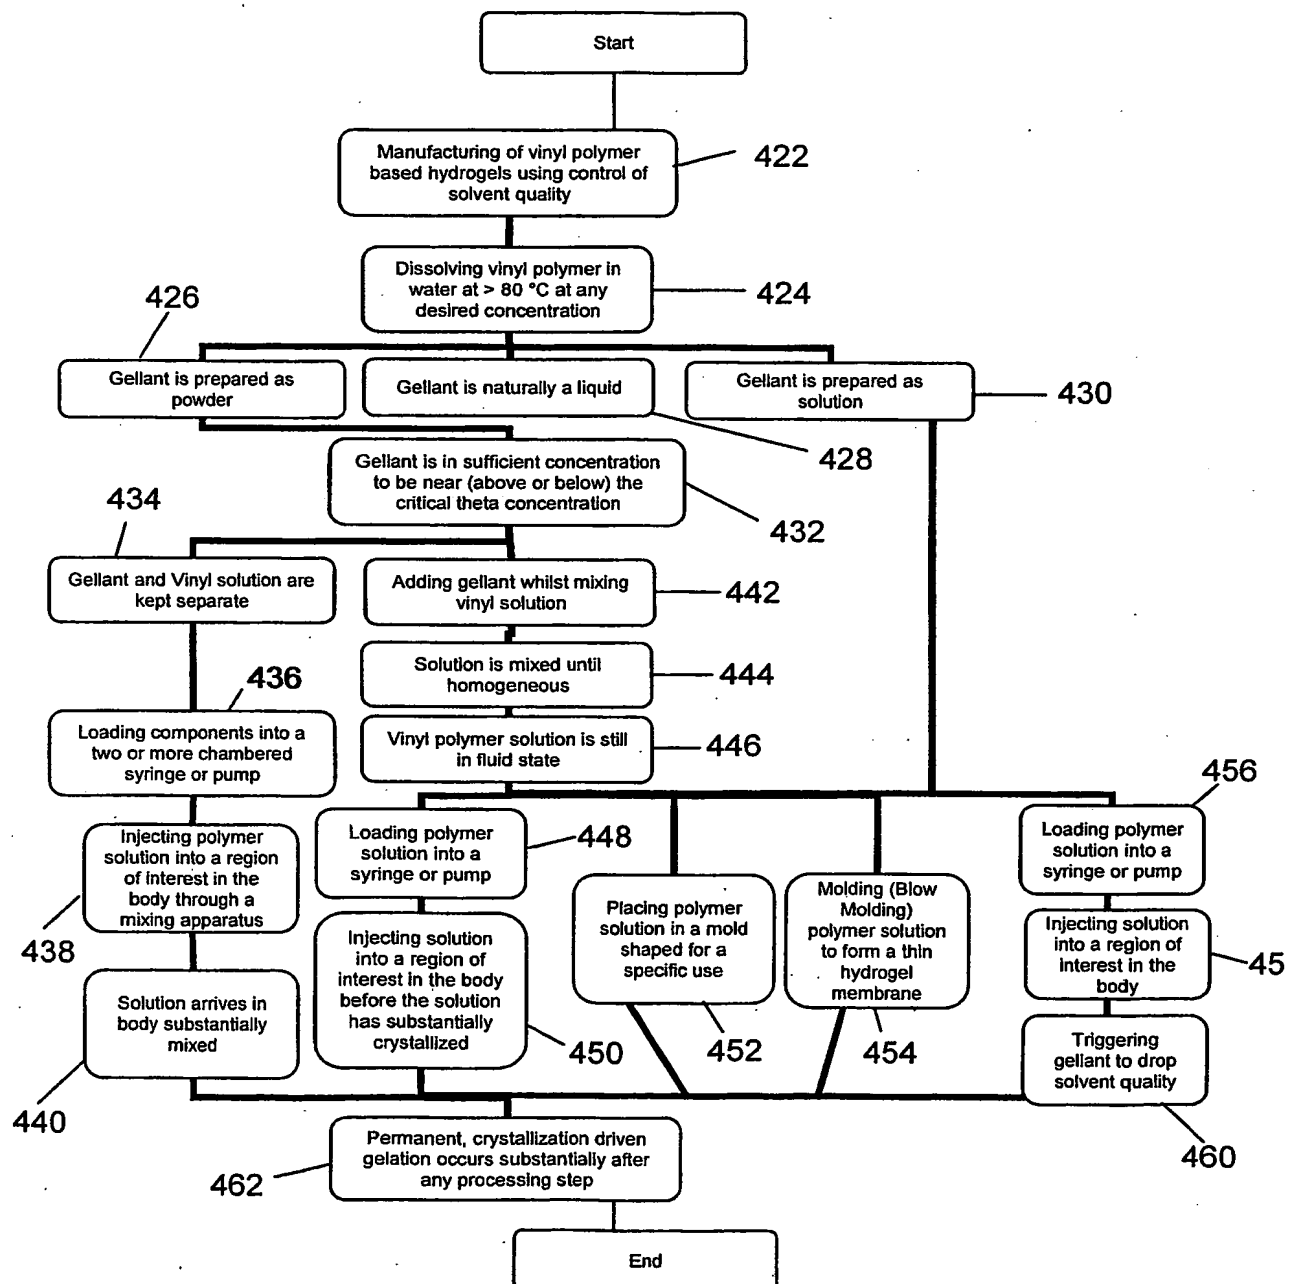 Start
Manufacturing of vinyl polymer
based hydrogels using control of
solvent quality
422
Dissolving vinyl polymer in
water at > 80 °C at any
desired concentration
424
426
Gellant is prepared as
powder
Gellant is naturally a liquid
428
Gellant is prepared as
solution
430
Gellant is in sufficient concentration
to be near (above or below) the
critical theta concentration
432
434
Gellant and Vinyl solution are
kept separate
Adding gellant whilst mixing
vinyl solution
442
Solution is mixed until
homogeneous
444
436
Loading components into a
two or more chambered
syringe or pump
Vinyl polymer solution is still
in fluid state
446
Injecting polymer
solution into a region
of interest in the
body through a
mixing apparatus
438
Solution arrives in
body substantially
mixed
440
Loading polymer
solution into a
syringe or pump
448
Injecting solution
into a region of
interest in the body
before the solution
has substantially
crystallized
450
Placing polymer
solution in a mold
shaped for a
specific use
452
Molding (Blow
Molding)
polymer solution
to form a thin
hydrogel
membrane
454
456
Loading polymer
solution into a
syringe or pump
Injecting solution
into a region of
interest in the
body
45
Triggering
gellant to drop
solvent quality
460
Permanent, crystallization driven
gelation occurs substantially after
any processing step
462
End